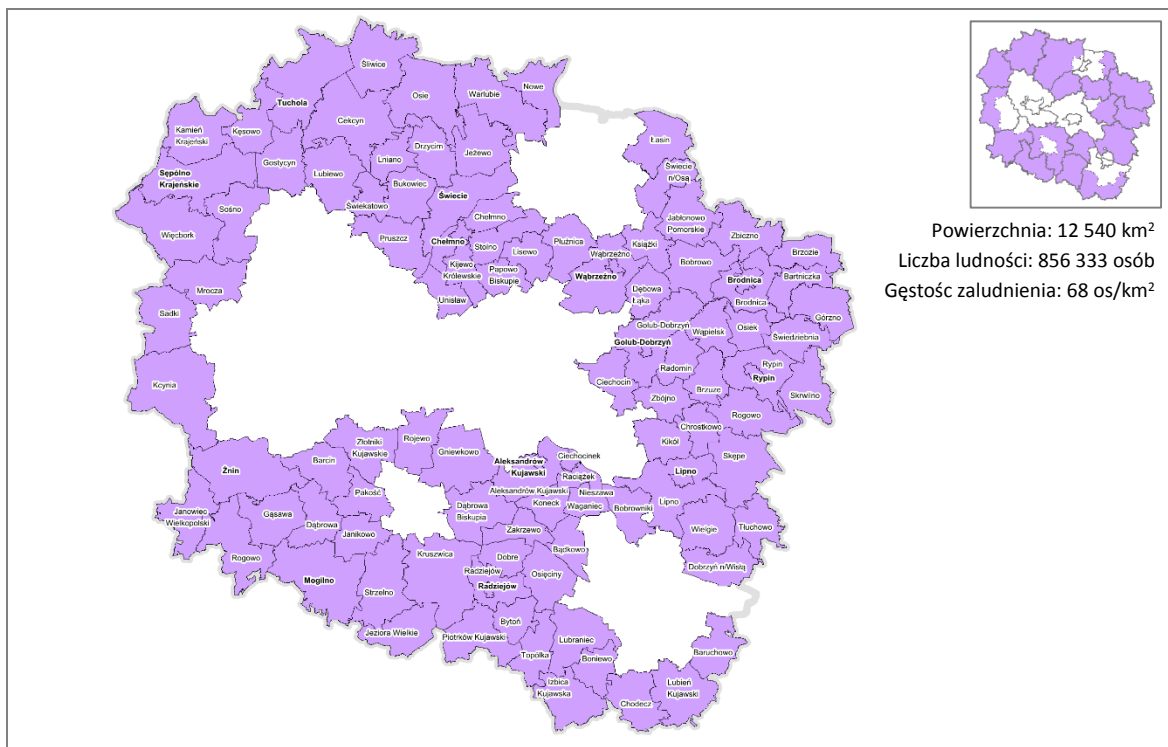 Śliwice
Nowe
Osie
Warlubie
Tuchola
Cekcyn
Kamień
Krajeński
Kęsowo
Drzycim
Łasin
Lniano
Jeżewo
Gostycyn
Lubiewo
Świecie
n/Osą
Sępólno
Krajeńskie
Bukowiec
Świecie
Świekatowo
Sośno
Chełmno
Jabłonowo
Pomorskie
Więcbork
Pruszcz
Chełmno
Stolno
Lisewo
Płużnica
Wąbrzeźno
Książki
Zbiczno
Brzozie
Kijewo
Królewskie
Papowo
Biskupie
Wąbrzeźno
Bobrowo
Brodnica
Bartniczka
Mrocza
Unisław
Dębowa
Łąka
Brodnica
Sadki
Górzno
Golub-Dobrzyń
Wąpielsk
Osiek
Świedziebnia
Golub-Dobrzyń
Radomin
Rypin
Rypin
Kcynia
Ciechocin
Zbójno
Brzuze
Skrwilno
Rogowo
Chrostkowo
Złotniki
Kujawskie
Rojewo
Gniewkowo
Kikół
Skępe
Barcin
Aleksandrów
Kujawski
Ciechocinek
Żnin
Raciążek
Lipno
Pakość
Aleksandrów Kujawski
Nieszawa
Lipno
Janowiec
Wielkopolski
Gąsawa
Dąbrowa
Dąbrowa
Biskupia
Koneck
Waganiec
Bobrowniki
Janikowo
Zakrzewo
Wielgie
Tłuchowo
Rogowo
Kruszwica
Dobre
Bądkowo
Dobrzyń n/Wisłą
Mogilno
Radziejów
Osięciny
Radziejów
Strzelno
Jeziora Wielkie
Bytoń
Piotrków Kujawski
Lubraniec
Topólka
Boniewo
Baruchowo
Izbica
Kujawska
Lubień
Kujawski
Chodecz
Powierzchnia: 12 540 km²
Liczba ludności: 856 333 osób
Gęstośc zaludnienia: 68 os/km²